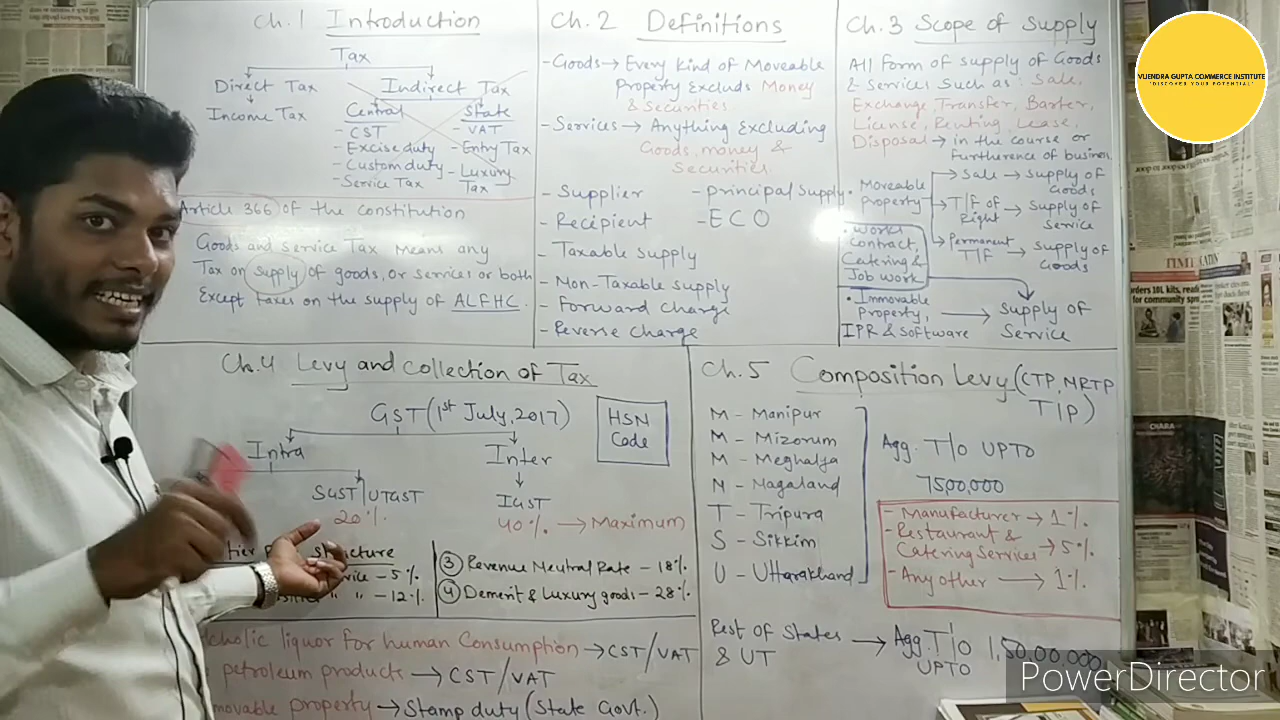 Ch.1 Introduction
Tax
Direct Tax
Indirect Tax
Income Tax
Central
State
- CST
- VAT
- Excise duty
- Entry Tax
- Custom duty
- Luxury
Tax
- Service Tax
Article 366 of the constitution
Goods and service Tax Means any
Tax on supply of goods, or services or both
Except taxes on the supply of ALFHC.
Ch.2 Definitions
- Goods → Every Kind of Moveable
Property Excluds Money
& Securities
- Services → Anything Excluding
Goods, money &
Securities.
- Supplier
- principal Supply
- Recipient
- ECO
- Taxable supply
- Non-Taxable supply
- Forward charge
- Reverse charge
Ch.3 Scope of Supply
All form of supply of Goods
& Services Such as: Sale,
Exchange, Transfer, Barter,
License, Renting, Lease,
Disposal → in the course or
furtherence of business.
• Moveable
property
Sale → Supply of
Goods
T/F of
Right → Supply of
Service
Permanent
T/F → Supply of
Goods
• Works
Contract,
Catering &
Job work
• Immovable
Property,
IPR & Software
→ Supply of
Service
Ch.4 Levy and collection of Tax
GST (1st July, 2017)
HSN
Code
Intra
Inter
SGST/UTGST
20%.
IGST
40%. → Maximum
structure
- 5%
" " - 12%.
③ Revenue Neutral Rate - 18%.
④ Demerit & Luxury goods - 28%.
liquor for human Consumption → CST/VAT
petroleum products → CST/VAT
property → Stamp duty (State Govt.)
Ch.5 Composition Levy (CTP, NRTP
TIP)
M - Manipur
M - Mizorum
M - Meghalya
N - Nagaland
T - Tripura
S - Sikkim
U - Uttarakhand
Agg. T/o UPTO
7500,000
- Manufacturer → 1%.
- Restaurant &
Catering Services → 5%.
- Any other → 1%.
Rest of States
& UT
→ Agg. T/o 1,50,00,000
UPTO
VIJENDRA GUPTA COMMERCE INSTITUTE
"DISCOVER YOUR POTENTIAL"
PowerDirector